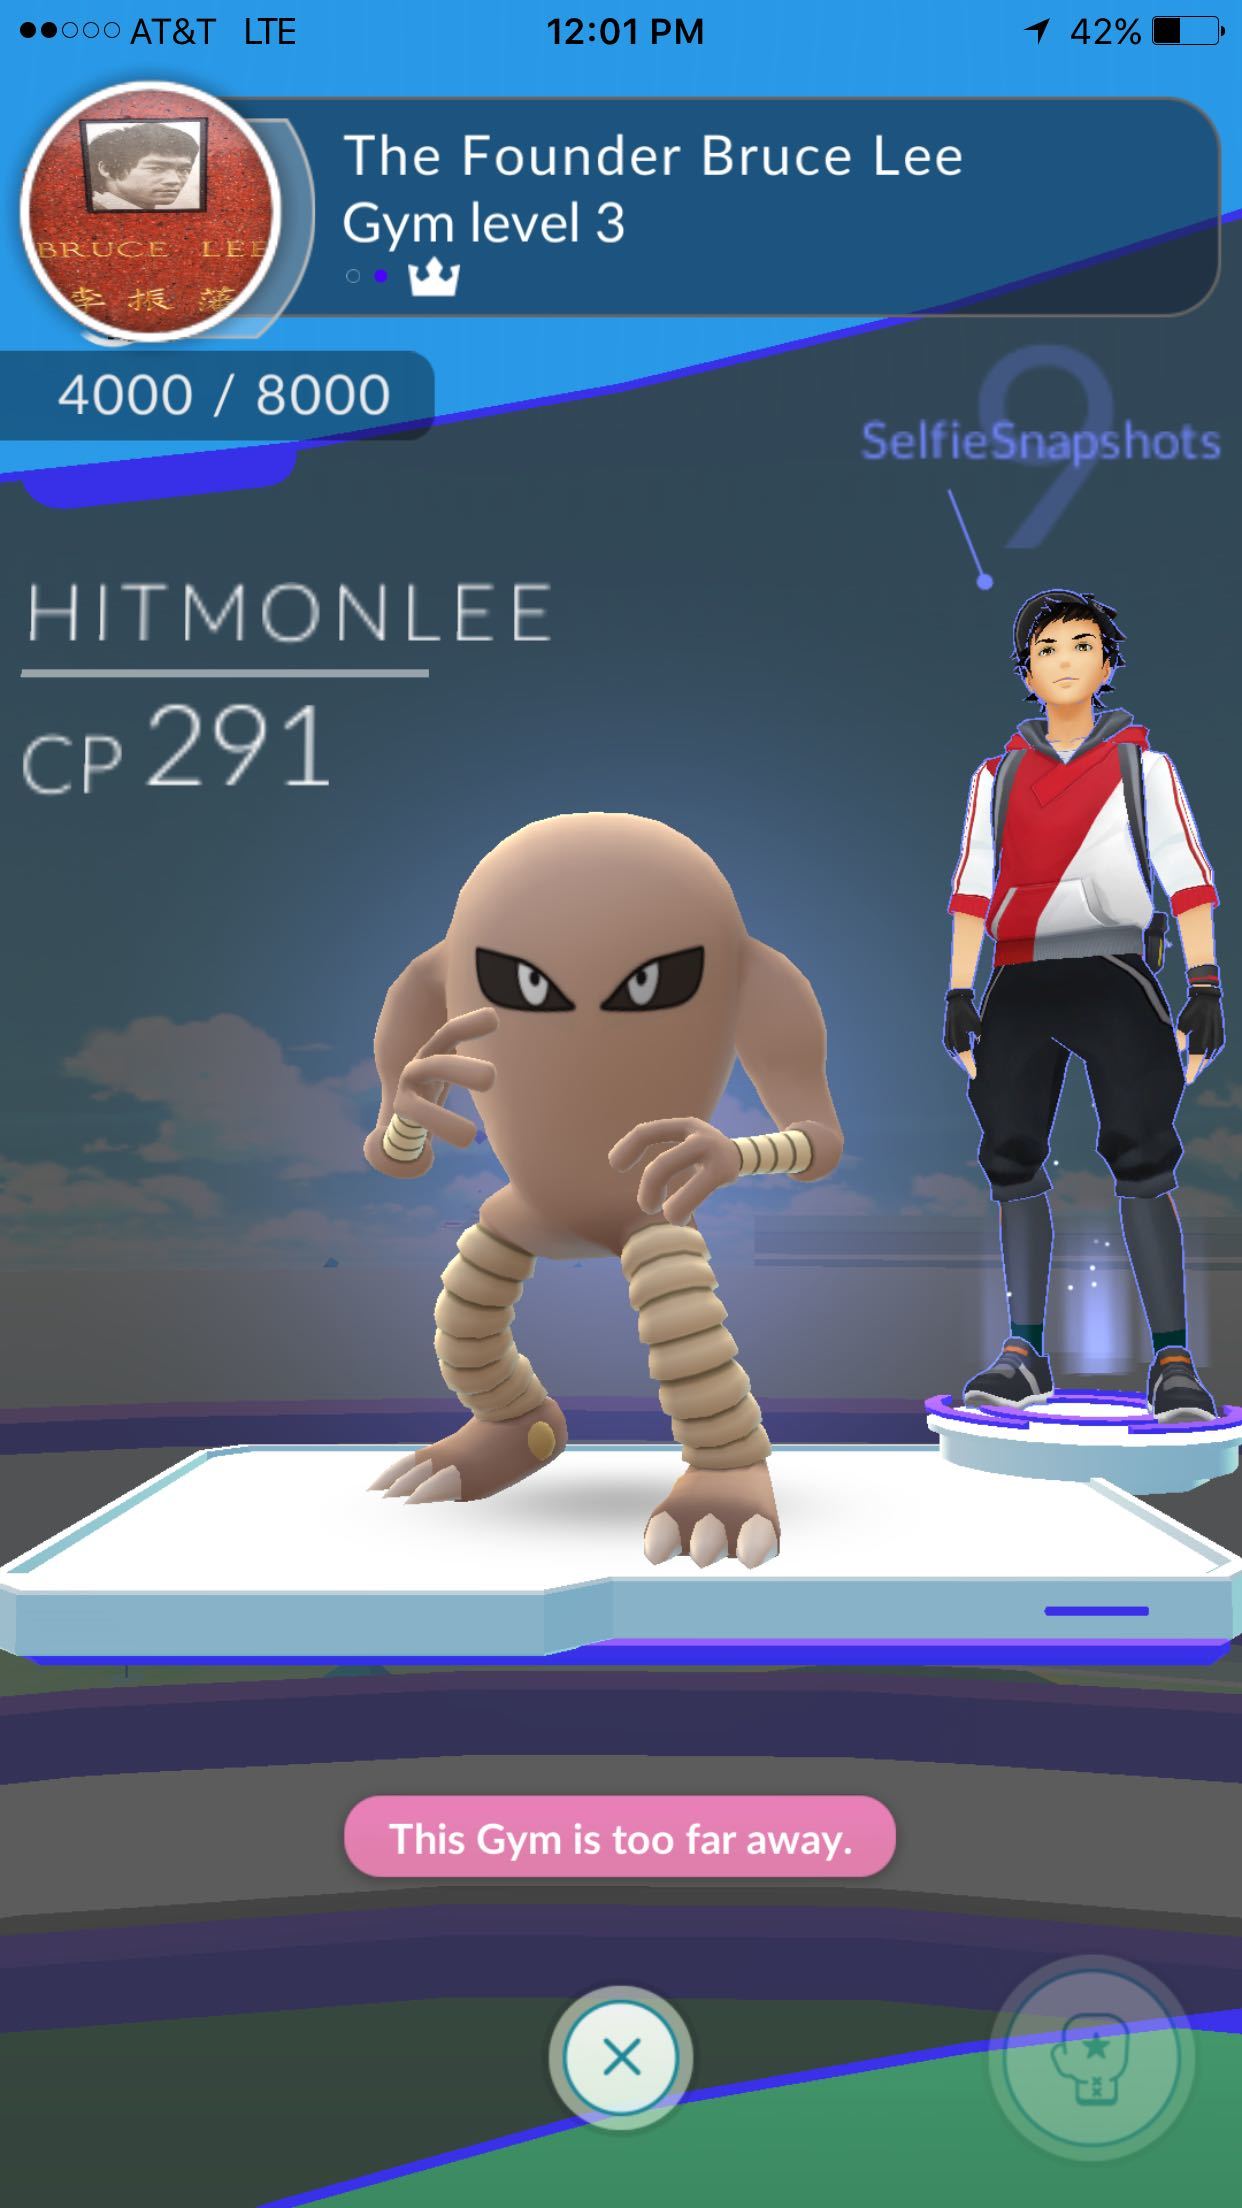 AT&T LTE 12:01 PM 42%
BRUCE LEE
李振藩
The Founder Bruce Lee
Gym level 3
4000 / 8000
9
SelfieSnapshots
HITMONLEE
CP 291
This Gym is too far away.